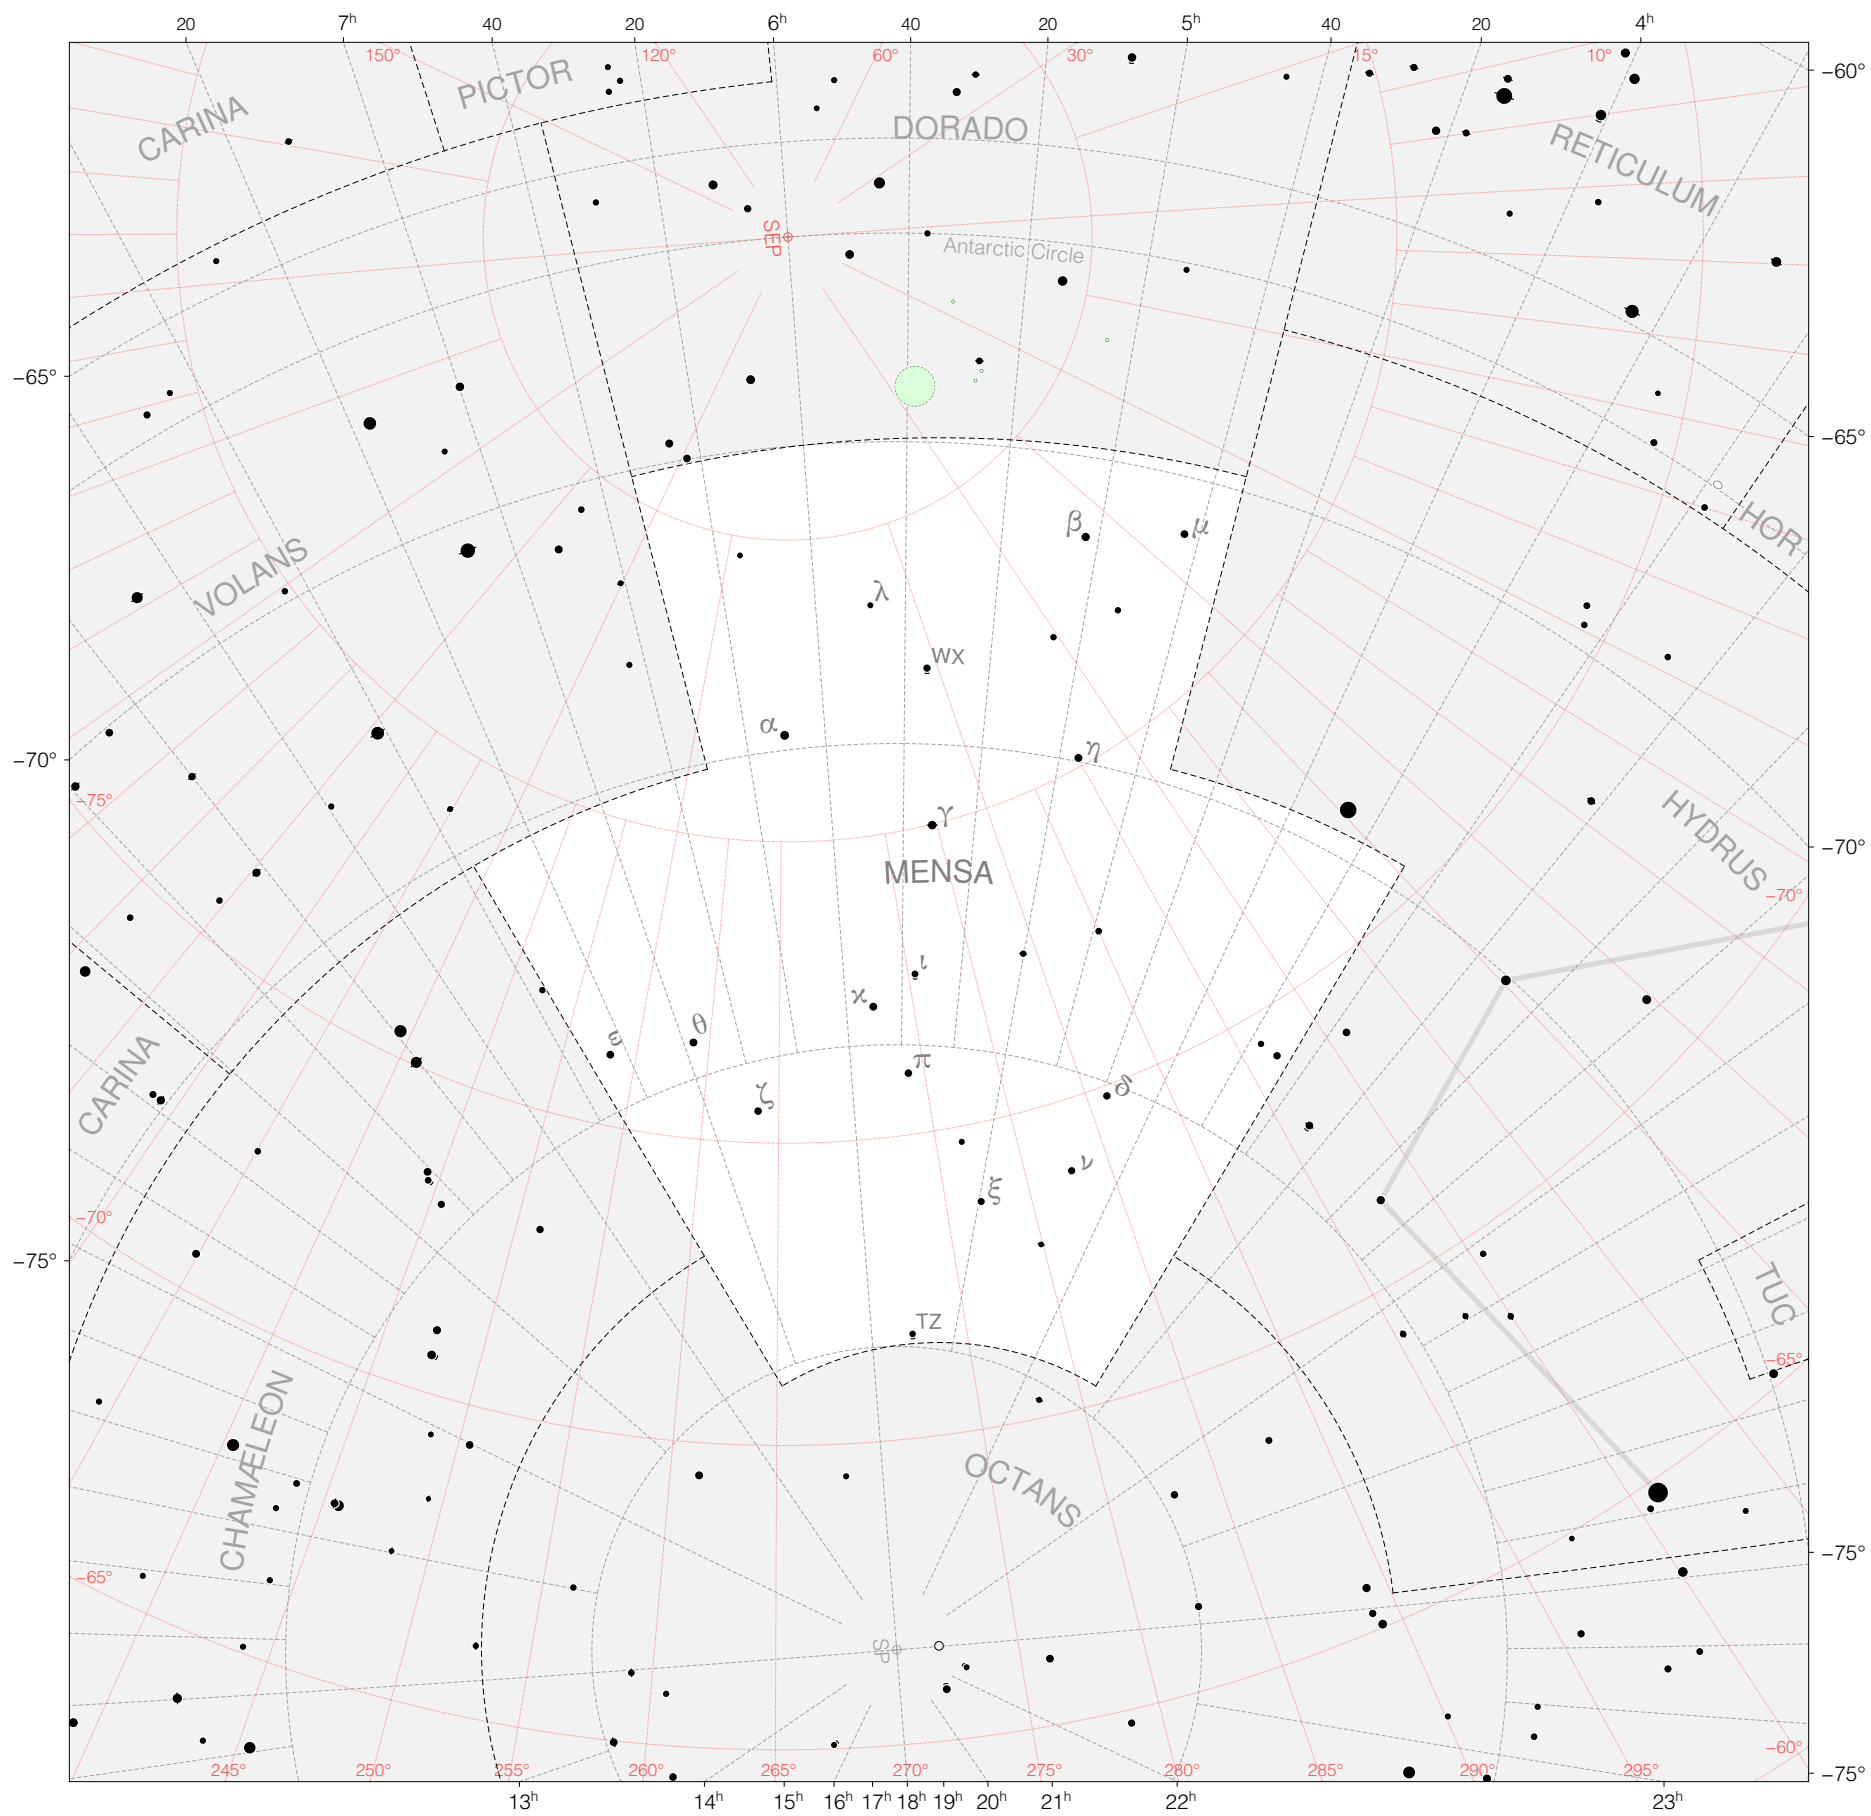 20 7h 40 20 6h 40 20 5h 40 20 4h
150° 120° 60° 30° 15° 10°
−60°
CARINA
PICTOR
DORADO
RETICULUM
SEP
Antarctic Circle
−65°
−65°
HOR
VOLANS
β
μ
λ
WX
α
η
−70°
−75°
γ
MENSA
HYDRUS
−70°
−70°
ι
κ
ε
θ
π
ζ
δ
CARINA
ν
ξ
−70°
−75°
TUC
TZ
−65°
CHAMÆLEON
OCTANS
−75°
−65°
SP
−60°
245° 250° 255° 260° 265° 270° 275° 280° 285° 290° 295°
−75°
13h 14h 15h 16h 17h 18h 19h 20h 21h 22h 23h